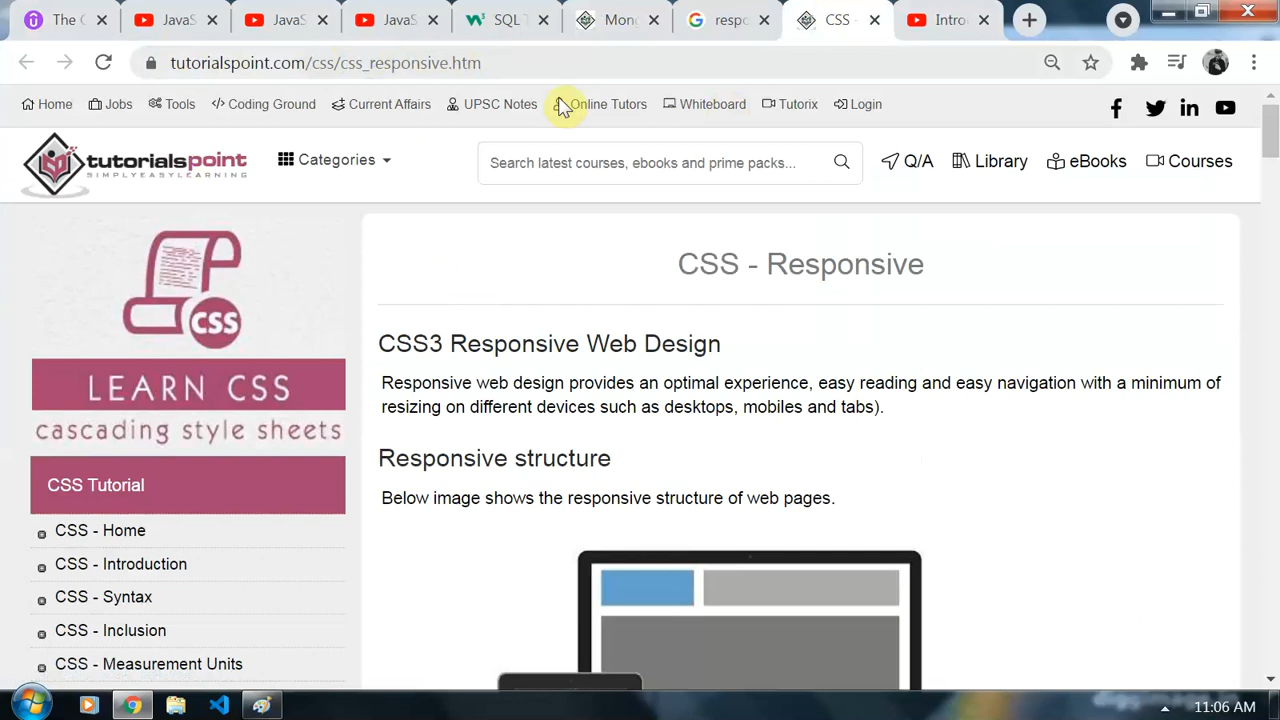 The
JavaS
JavaS
JavaS
SQL T
Mong
respo
CSS -
Intro
tutorialspoint.com/css/css_responsive.htm
Home Jobs Tools Coding Ground Current Affairs UPSC Notes Online Tutors Whiteboard Tutorix Login
tutorialspoint
SIMPLYEASYLEARNING
Categories
Search latest courses, ebooks and prime packs...
Q/A Library eBooks Courses
CSS
LEARN CSS
cascading style sheets
CSS Tutorial
CSS - Home
CSS - Introduction
CSS - Syntax
CSS - Inclusion
CSS - Measurement Units
CSS - Responsive
CSS3 Responsive Web Design
Responsive web design provides an optimal experience, easy reading and easy navigation with a minimum of
resizing on different devices such as desktops, mobiles and tabs).
Responsive structure
Below image shows the responsive structure of web pages.
11:06 AM